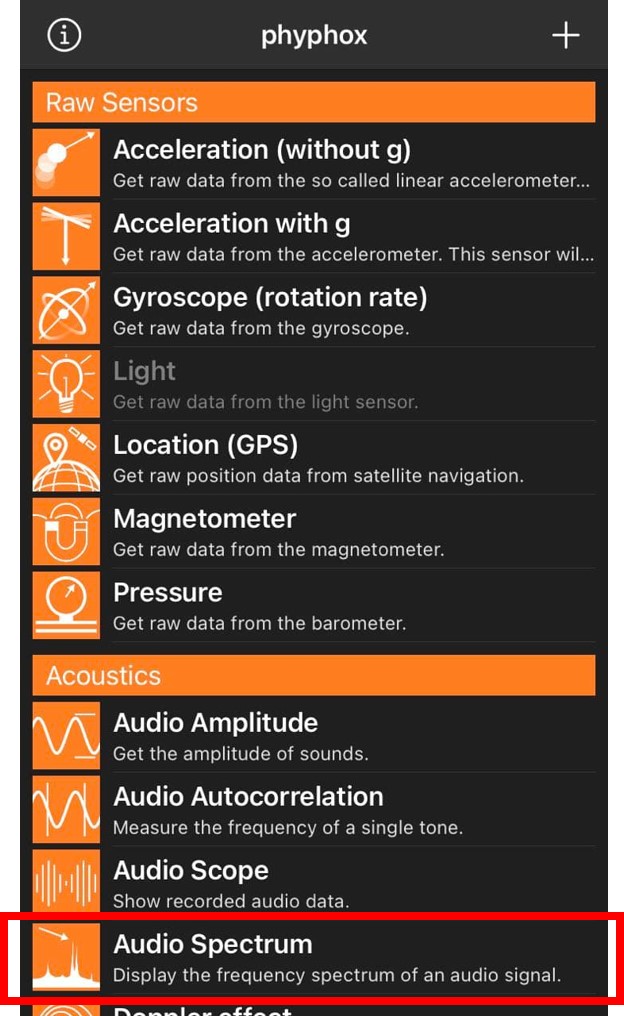 phyphox
Raw Sensors
Acceleration (without g)
Get raw data from the so called linear accelerometer...
Acceleration with g
Get raw data from the accelerometer. This sensor wil...
Gyroscope (rotation rate)
Get raw data from the gyroscope.
Light
Get raw data from the light sensor.
Location (GPS)
Get raw position data from satellite navigation.
Magnetometer
Get raw data from the magnetometer.
Pressure
Get raw data from the barometer.
Acoustics
Audio Amplitude
Get the amplitude of sounds.
Audio Autocorrelation
Measure the frequency of a single tone.
Audio Scope
Show recorded audio data.
Audio Spectrum
Display the frequency spectrum of an audio signal.
Doppler effect